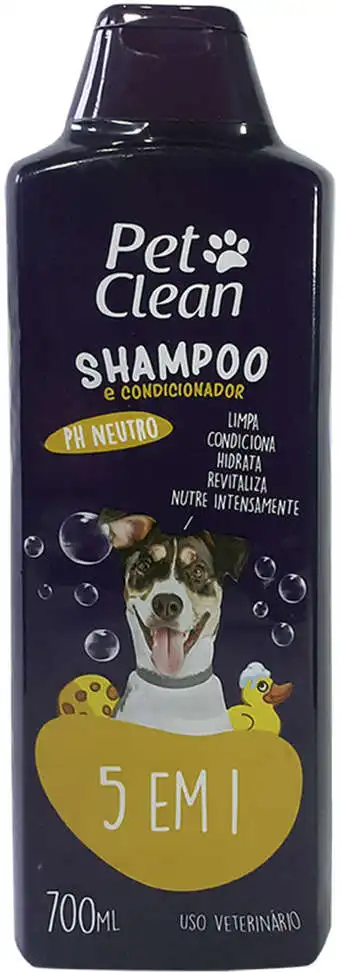 Pet
Clean
SHAMPOO
e CONDICIONADOR
PH NEUTRO
LIMPA
CONDICIONA
HIDRATA
REVITALIZA
NUTRE INTENSAMENTE
5 EM 1
700ML
USO VETERINÁRIO